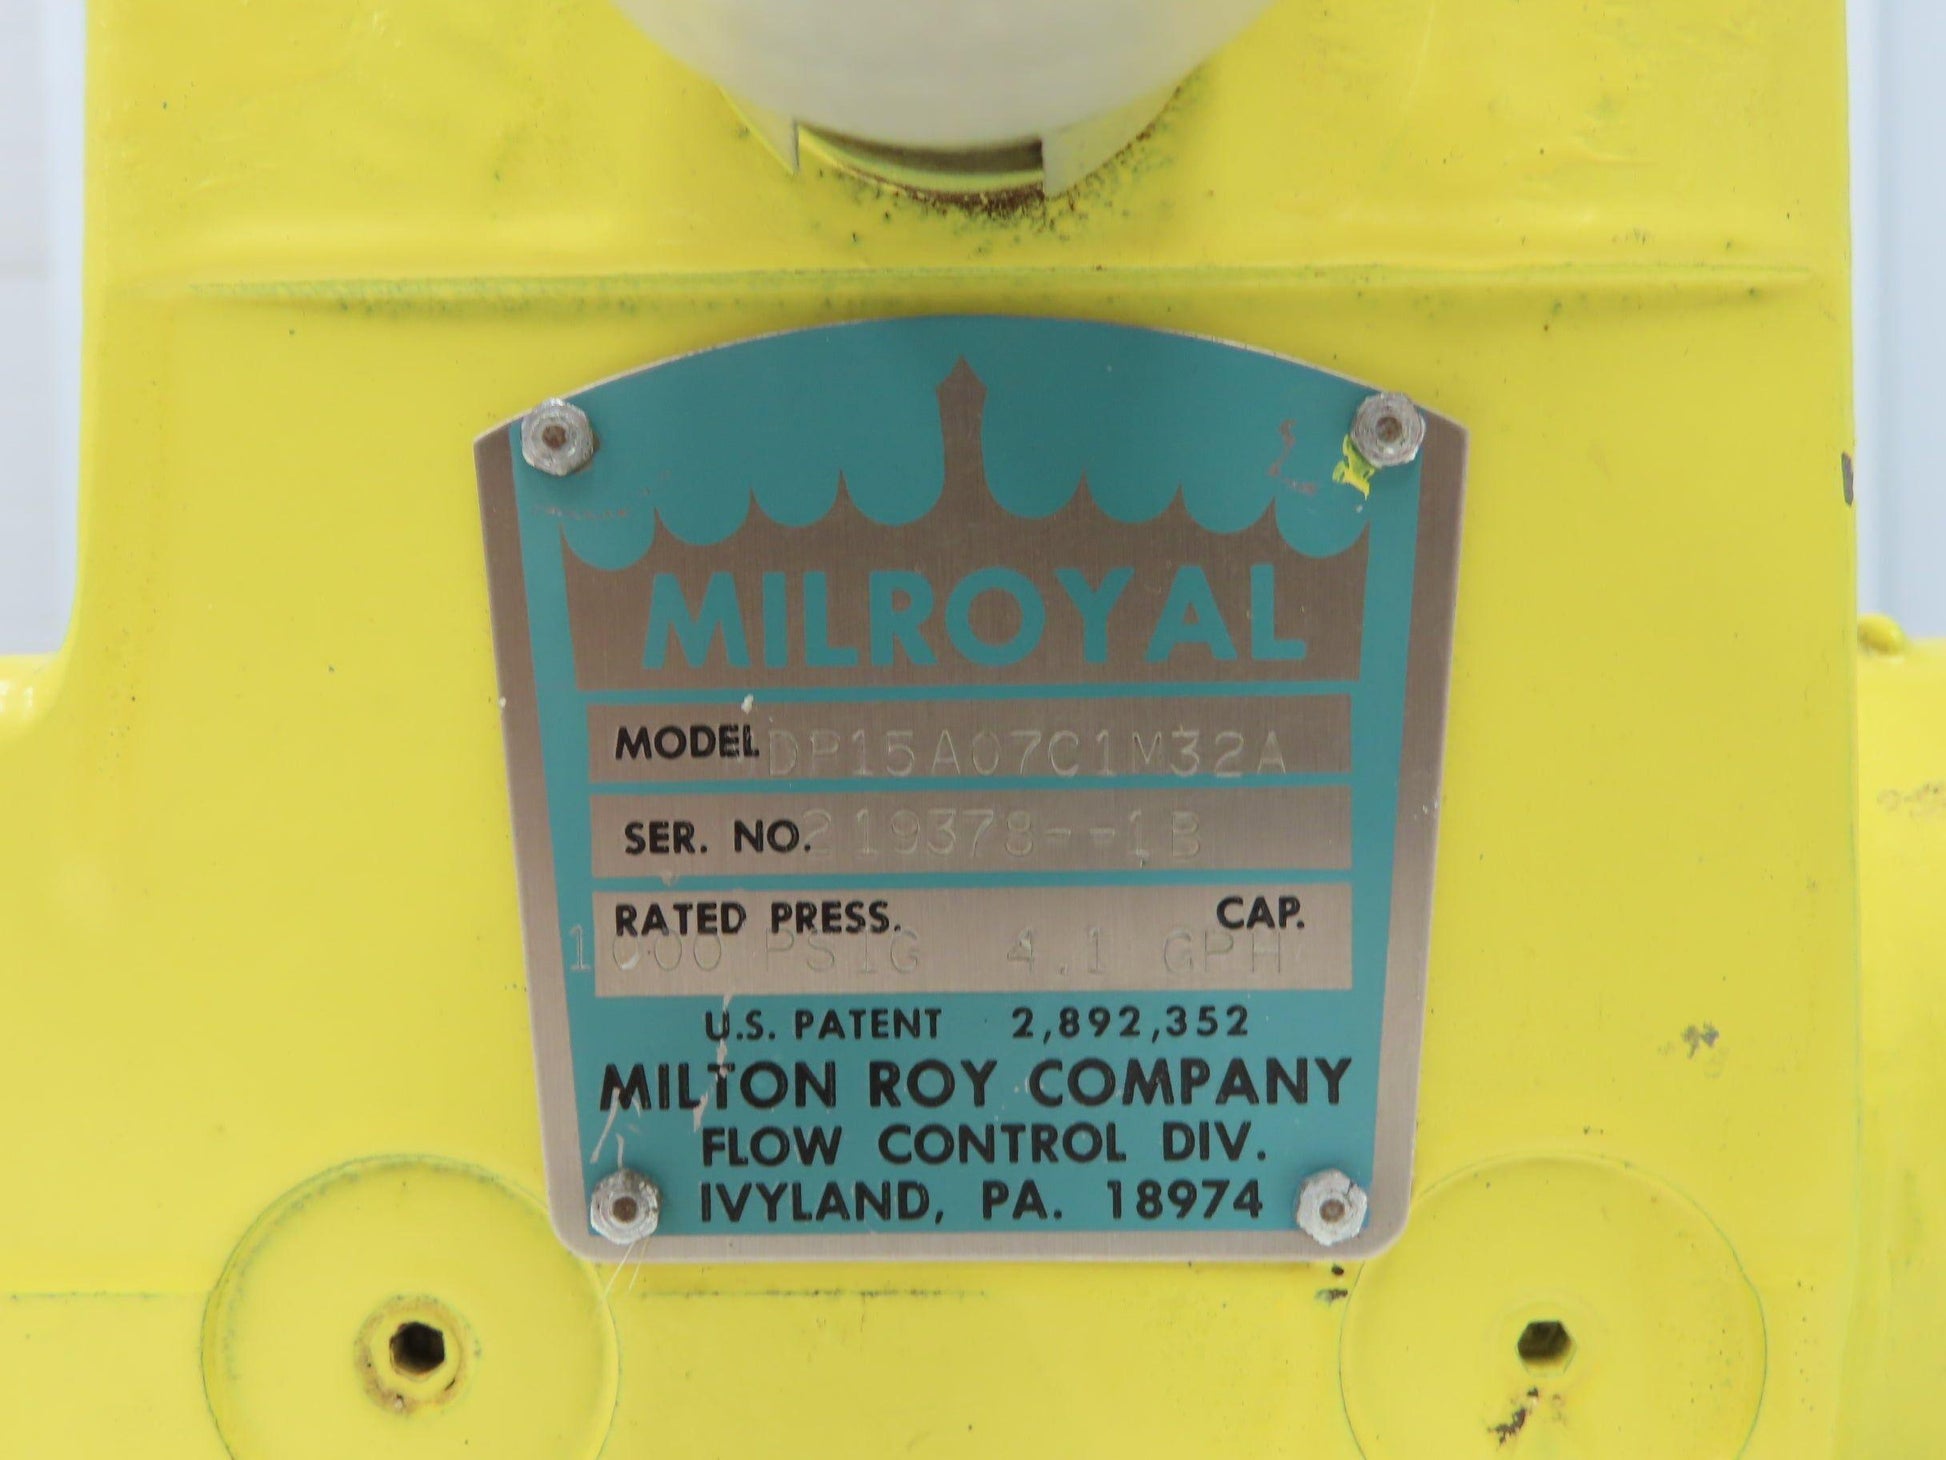 MILROYAL
MODEL DP15A07C1M32A
SER. NO. 219378--1B
RATED PRESS. CAP.
1000 PSIG 4.1 GPH
U.S. PATENT 2,892,352
MILTON ROY COMPANY
FLOW CONTROL DIV.
IVYLAND, PA. 18974